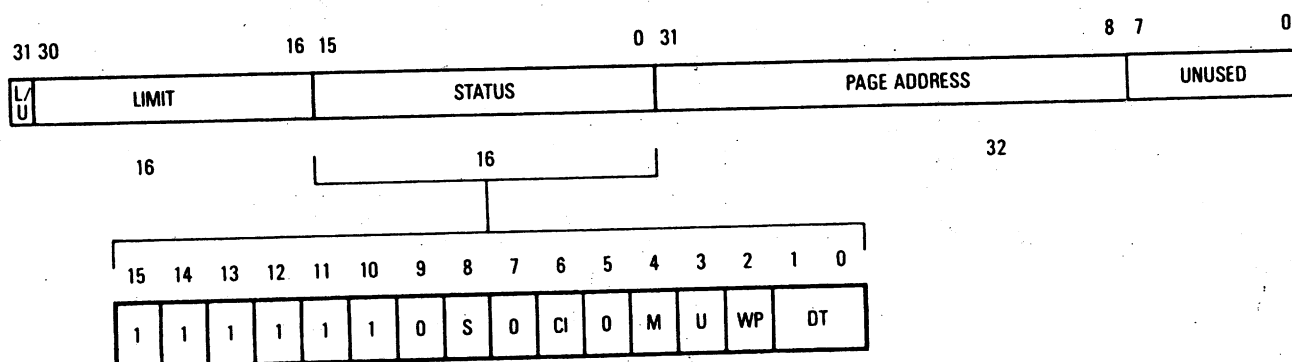 31 30 16 15 0 31 8 7 0
L/U LIMIT STATUS PAGE ADDRESS UNUSED
16 16 32
15 14 13 12 11 10 9 8 7 6 5 4 3 2 1 0
1 1 1 1 1 1 0 S 0 CI 0 M U WP DT